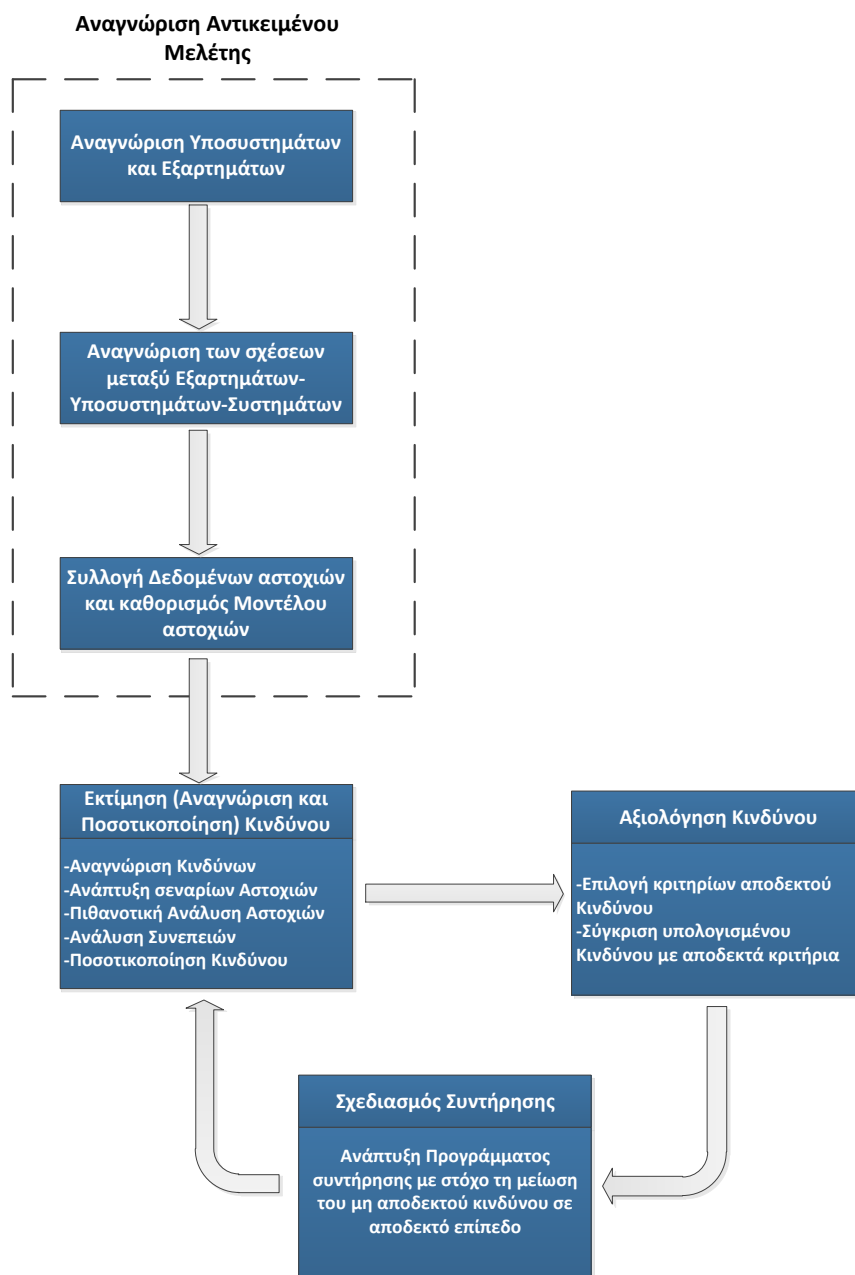 Αναγνώριση Αντικειμένου
Μελέτης
Αναγνώριση Υποσυστημάτων
και Εξαρτημάτων
Αναγνώριση των σχέσεων
μεταξύ Εξαρτημάτων-
Υποσυστημάτων-Συστημάτων
Συλλογή Δεδομένων αστοχιών
και καθορισμός Μοντέλου
αστοχιών
Εκτίμηση (Αναγνώριση και
Ποσοτικοποίηση) Κινδύνου
-Αναγνώριση Κινδύνων
-Ανάπτυξη σεναρίων Αστοχιών
-Πιθανοτική Ανάλυση Αστοχιών
-Ανάλυση Συνεπειών
-Ποσοτικοποίηση Κινδύνου
Αξιολόγηση Κινδύνου
-Επιλογή κριτηρίων αποδεκτού
Κινδύνου
-Σύγκριση υπολογισμένου
Κινδύνου με αποδεκτά κριτήρια
Σχεδιασμός Συντήρησης
Ανάπτυξη Προγράμματος
συντήρησης με στόχο τη μείωση
του μη αποδεκτού κινδύνου σε
αποδεκτό επίπεδο